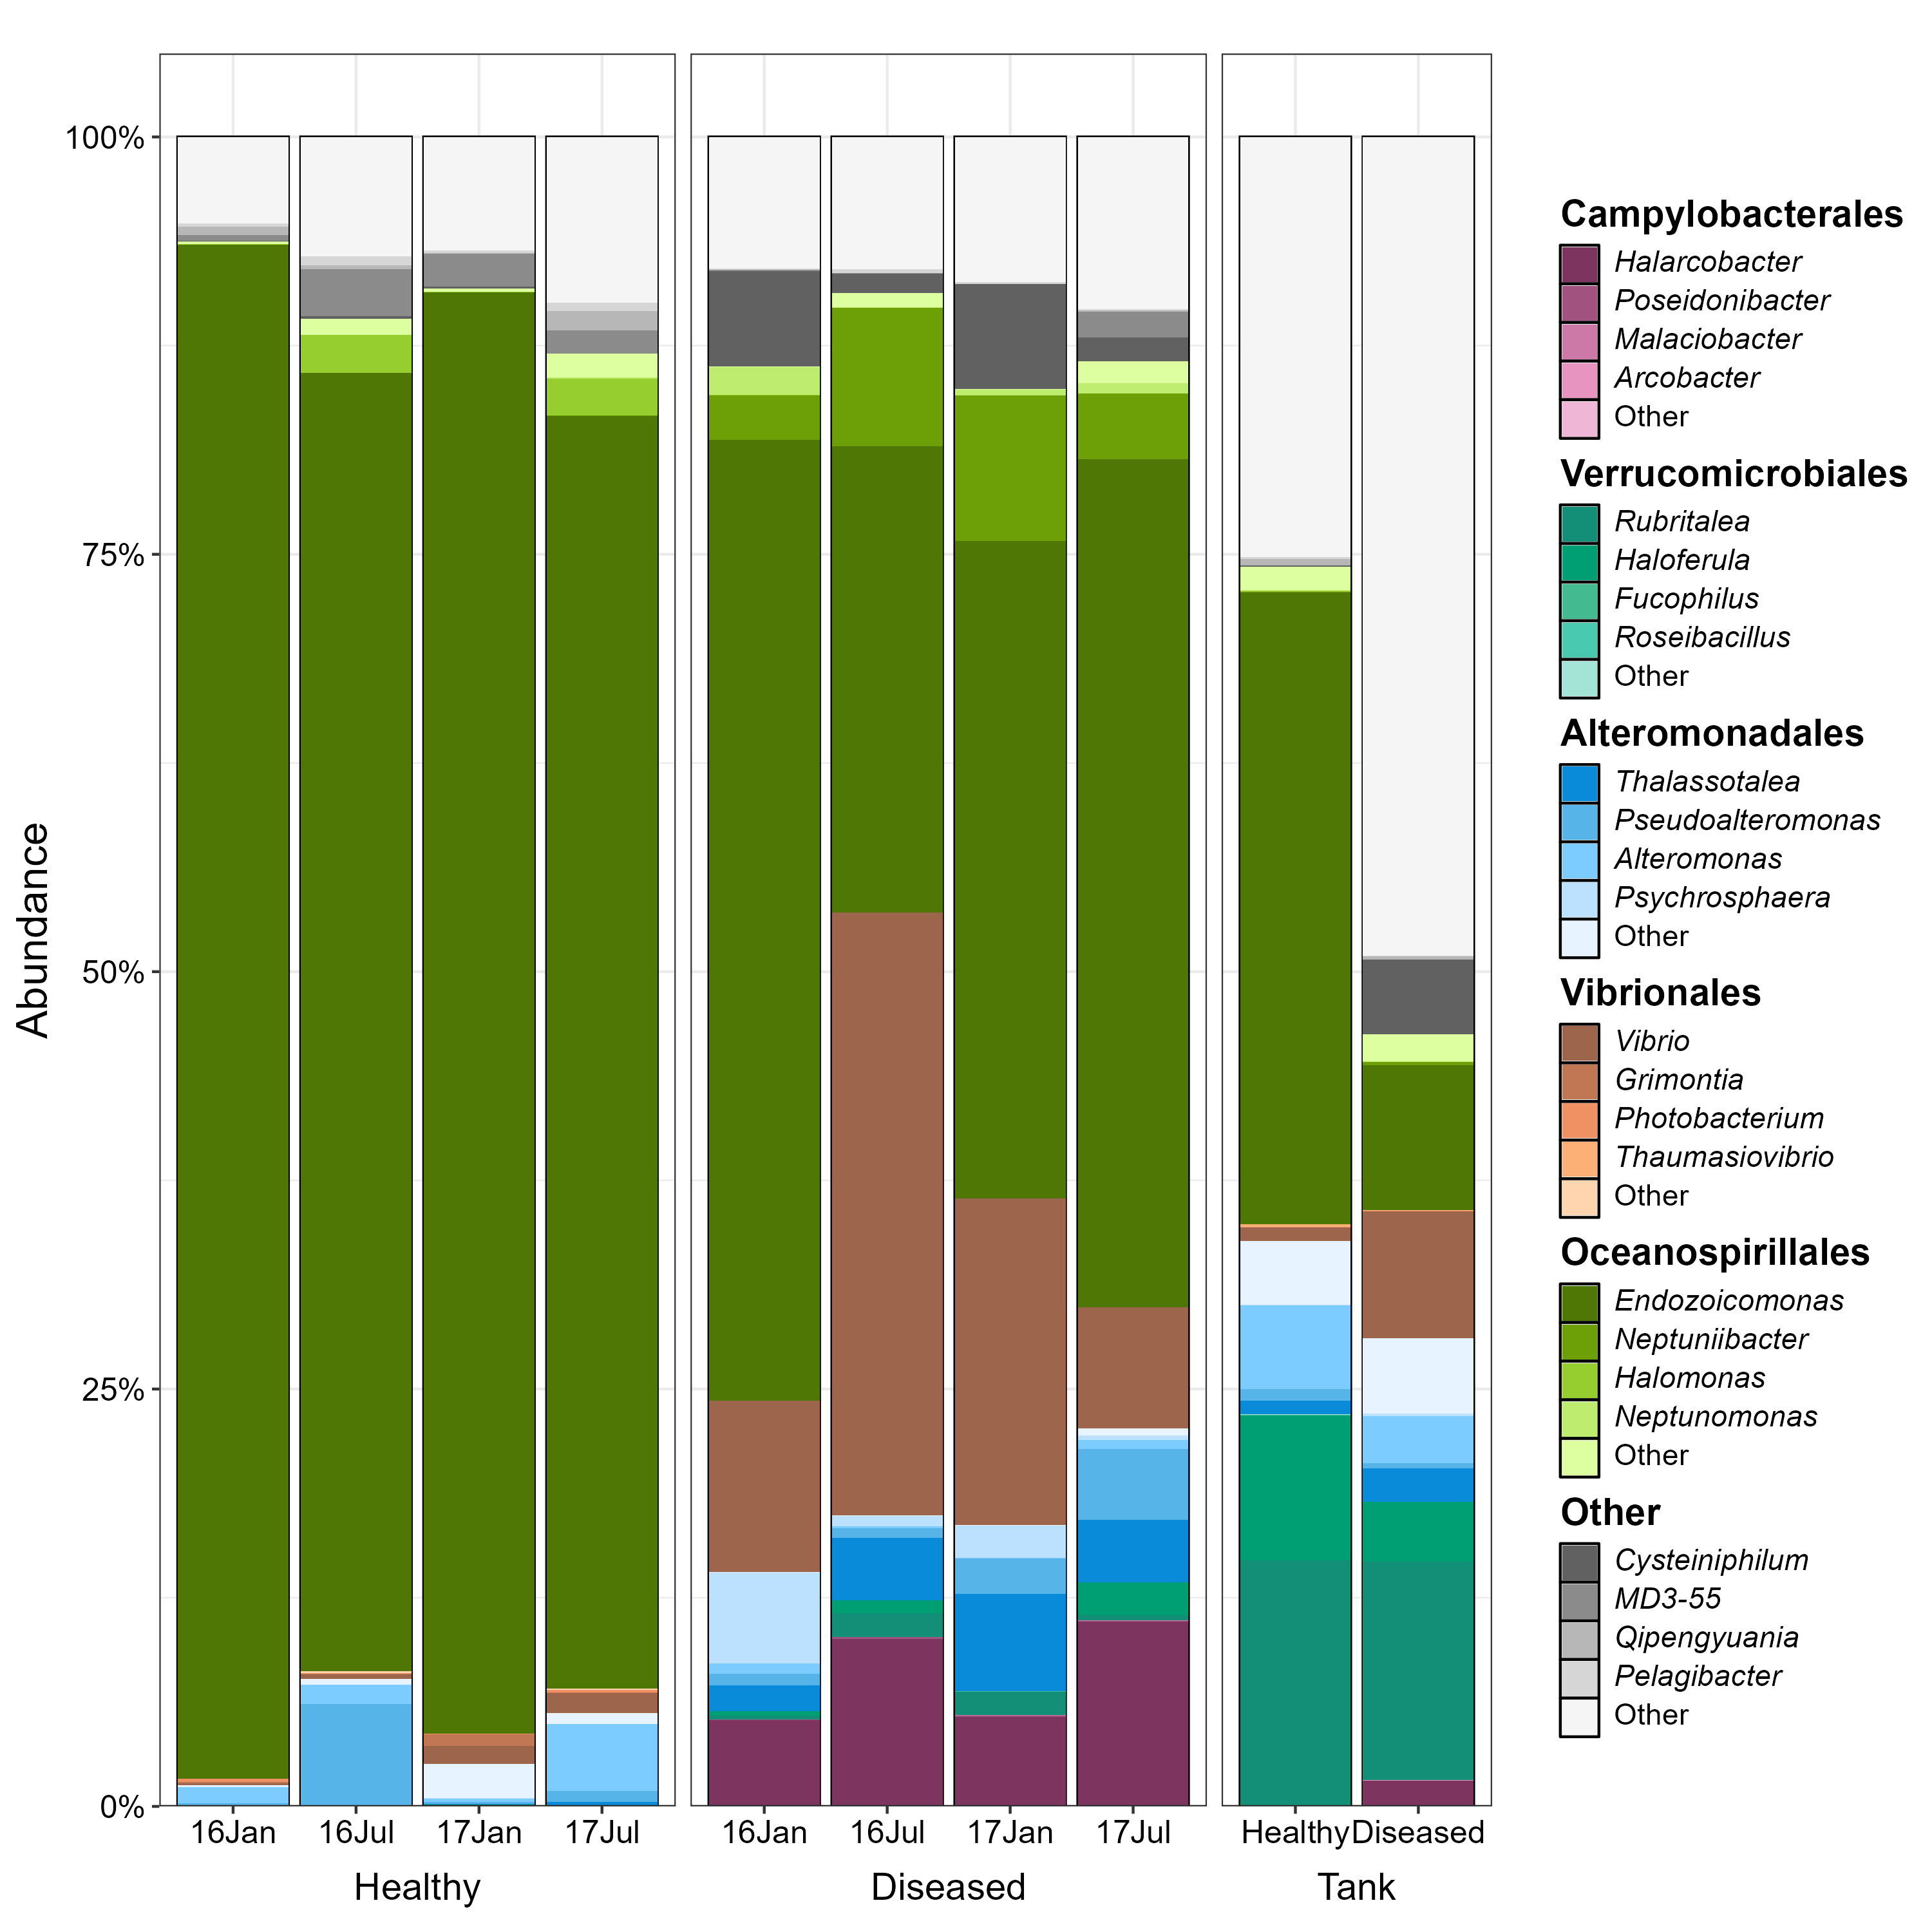 Abundance
100%
75%
50%
25%
0%
16Jan 16Jul 17Jan 17Jul
Healthy
16Jan 16Jul 17Jan 17Jul
Diseased
Healthy Diseased
Tank
Campylobacterales
Halarcobacter
Poseidonibacter
Malaciobacter
Arcobacter
Other
Verrucomicrobiales
Rubritalea
Haloferula
Fucophilus
Roseibacillus
Other
Alteromonadales
Thalassotalea
Pseudoalteromonas
Alteromonas
Psychrosphaera
Other
Vibrionales
Vibrio
Grimontia
Photobacterium
Thaumasiovibrio
Other
Oceanospirillales
Endozoicomonas
Neptuniibacter
Halomonas
Neptunomonas
Other
Other
Cysteiniphilum
MD3-55
Qipengyuania
Pelagibacter
Other